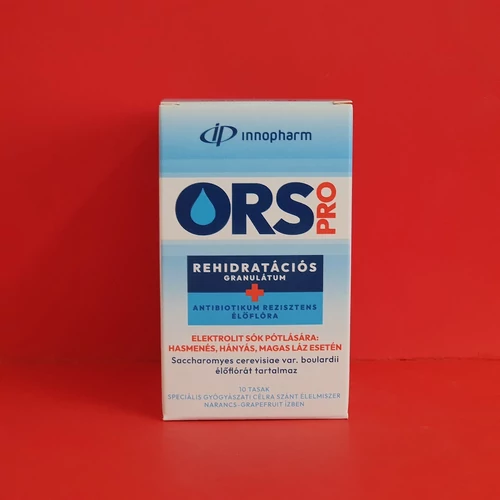 ip innopharm
ORS PRO
REHIDRATÁCIÓS
GRANULÁTUM
+
ANTIBIOTIKUM REZISZTENS
ÉLŐFLÓRA
ELEKTROLIT SÓK PÓTLÁSÁRA:
HASMENÉS, HÁNYÁS, MAGAS LÁZ ESETÉN
Saccharomyes cerevisiae var. boulardii
élőflórát tartalmaz
10 TASAK
SPECIÁLIS GYÓGYÁSZATI CÉLRA SZÁNT ÉLELMISZER
NARANCS-GRAPEFRUIT ÍZBEN